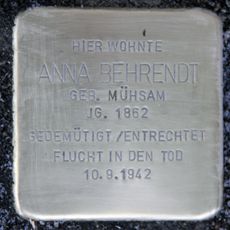 HIER WOHNTE
ANNA BEHRENDT
GEB. MÜHSAM
JG. 1862
GEDEMÜTIGT / ENTRECHTET
FLUCHT IN DEN TOD
10.9.1942